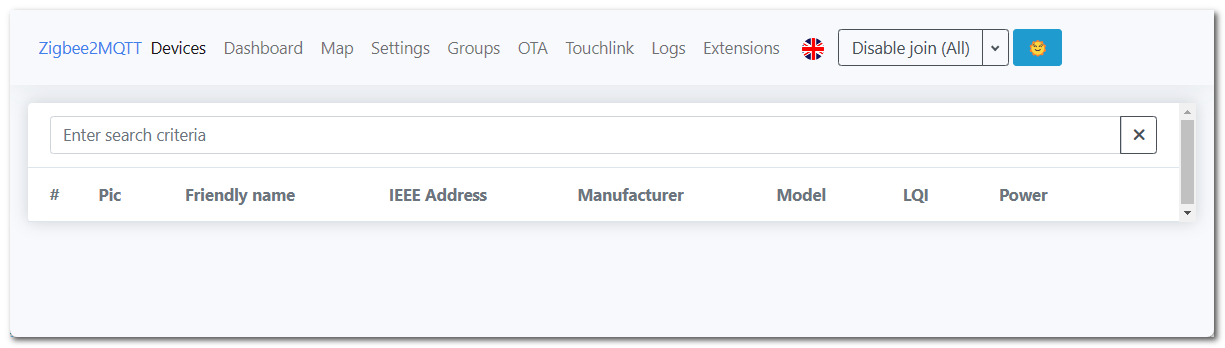 Zigbee2MQTT Devices Dashboard Map Settings Groups OTA Touchlink Logs Extensions Disable join (All)
Enter search criteria
# Pic Friendly name IEEE Address Manufacturer Model LQI Power